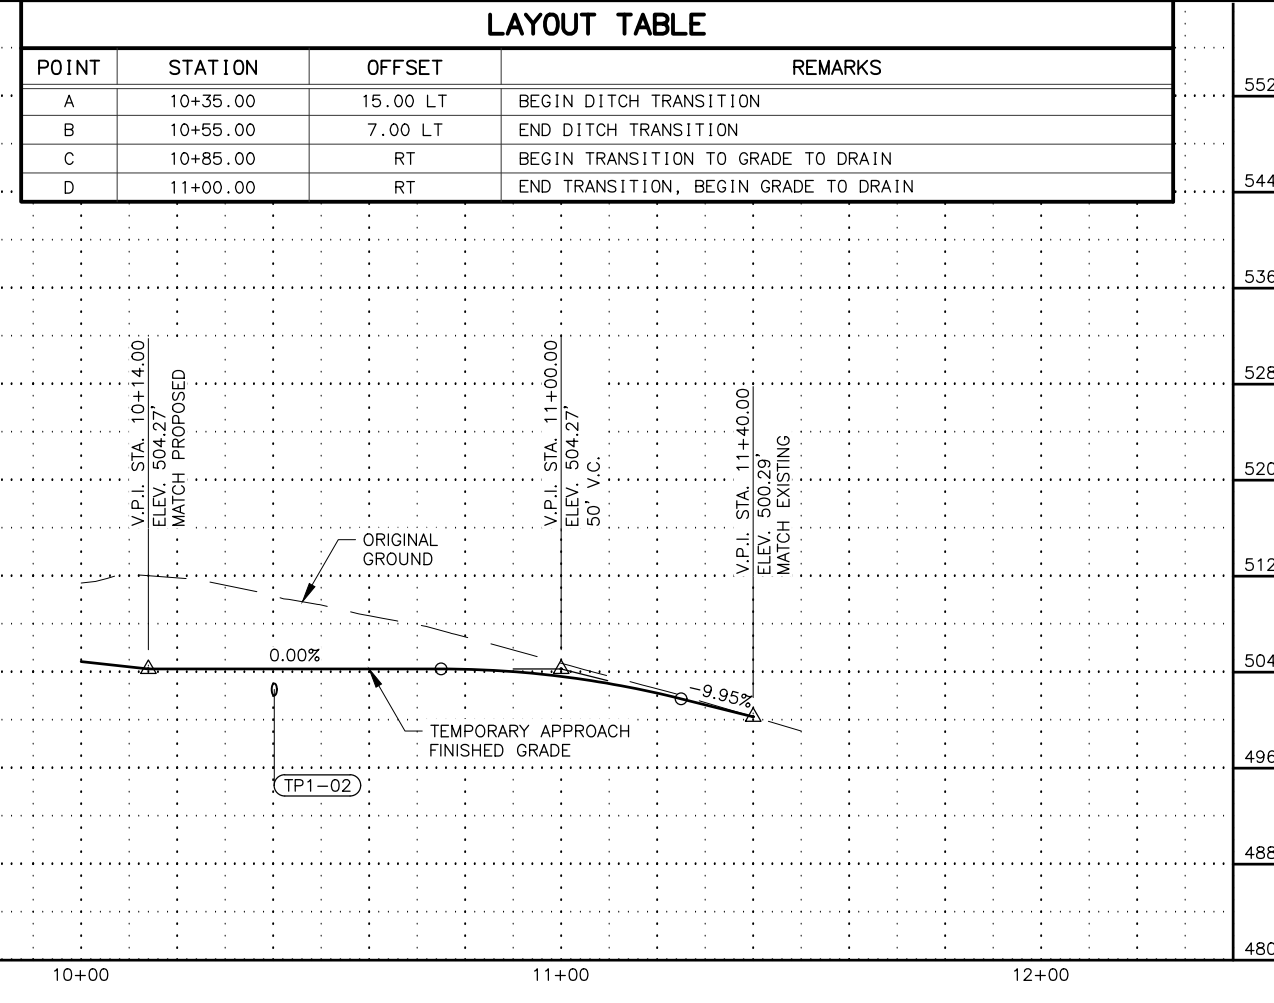 LAYOUT TABLE
POINT STATION OFFSET REMARKS
A 10+35.00 15.00 LT BEGIN DITCH TRANSITION
B 10+55.00 7.00 LT END DITCH TRANSITION
C 10+85.00 RT BEGIN TRANSITION TO GRADE TO DRAIN
D 11+00.00 RT END TRANSITION, BEGIN GRADE TO DRAIN
552
544
536
528
520
512
504
496
488
480
V.P.I. STA. 10+14.00
ELEV. 504.27'
MATCH PROPOSED
V.P.I. STA. 11+00.00
ELEV. 504.27'
50' V.C.
V.P.I. STA. 11+40.00
ELEV. 500.29'
MATCH EXISTING
ORIGINAL
GROUND
0.00%
-9.95%
TEMPORARY APPROACH
FINISHED GRADE
TP1-02
10+00 11+00 12+00